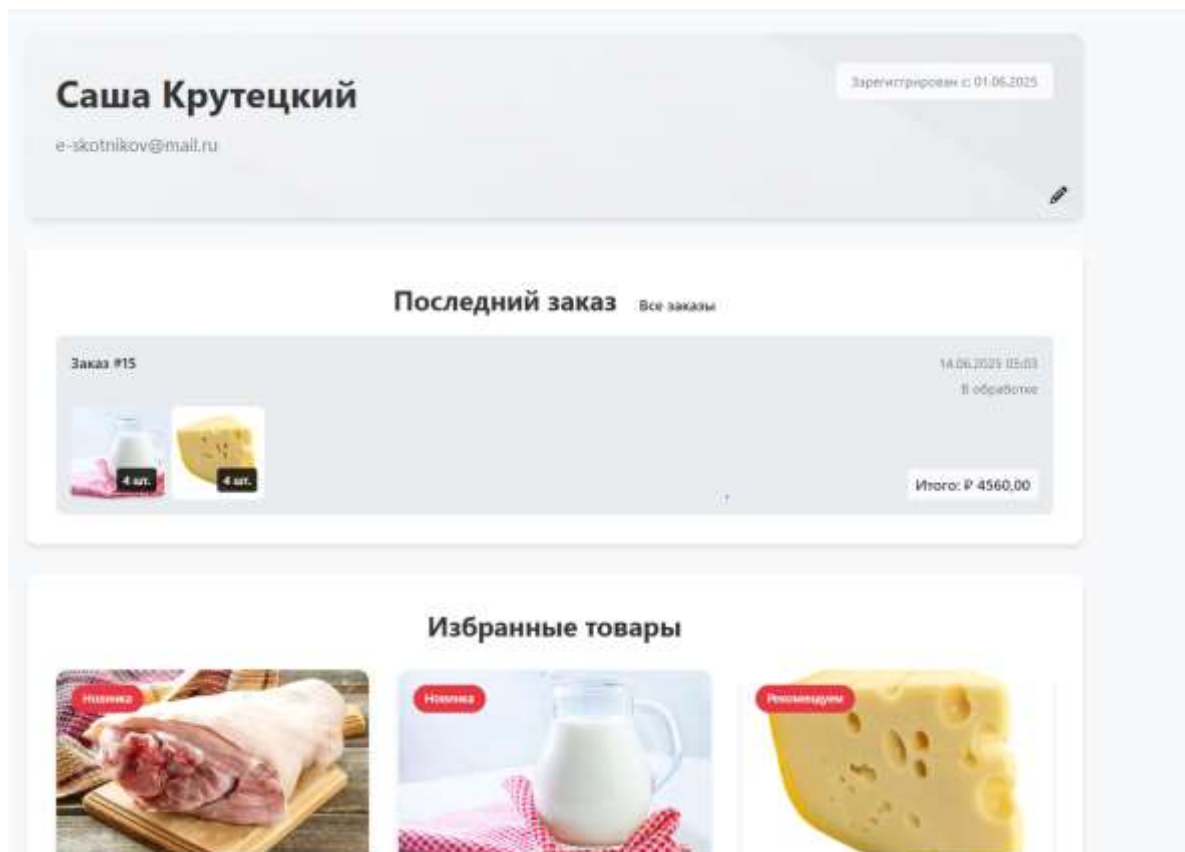 Саша Крутецкий
Зарегистрирован с: 01.06.2025
e-skotnikov@mail.ru
Последний заказ Все заказы
Заказ #15
14.06.2025 05:03
В обработке
4 шт.
4 шт.
Итого: ₽ 4560,00
Избранные товары
Новинка
Новинка
Рекомендуем